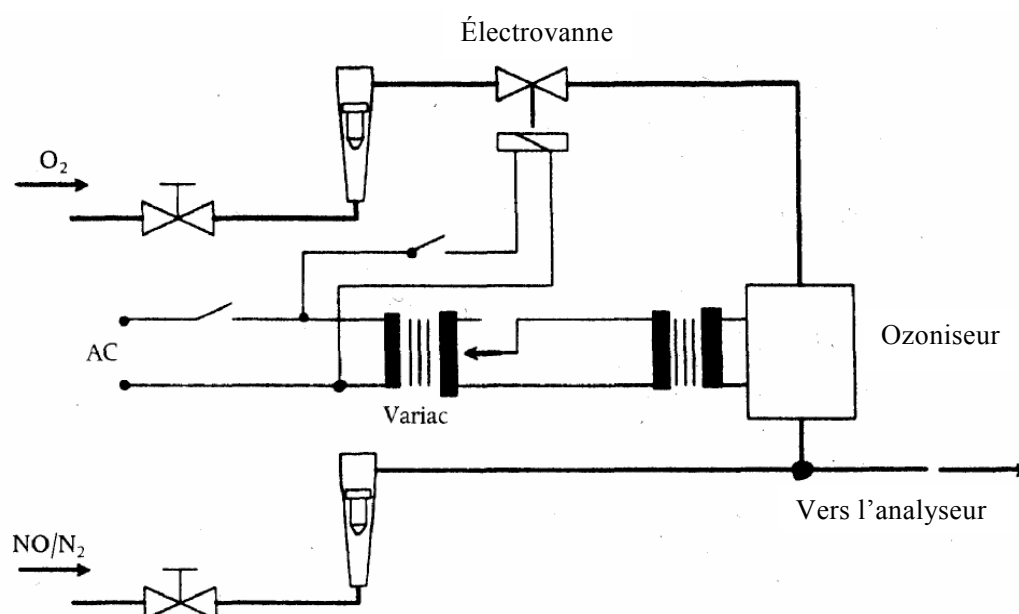 Électrovanne
O₂
AC
Ozoniseur
Variac
Vers l’analyseur
NO/N₂